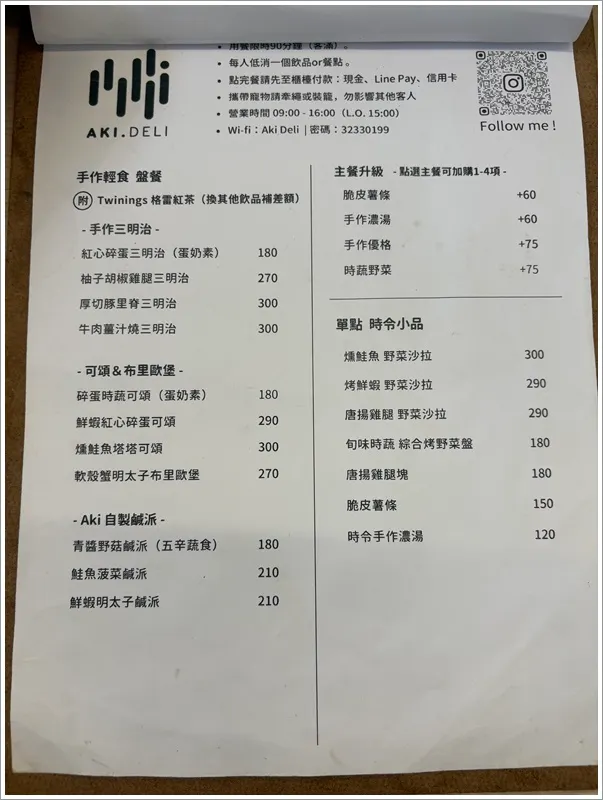 用餐限時90分鐘（客滿）。
• 每人低消一個飲品or餐點。
• 點完餐請先至櫃檯付款：現金、Line Pay、信用卡
• 攜帶寵物請牽繩或裝籠，勿影響其他客人
• 營業時間 09:00 - 16:00（L.O. 15:00）
• Wi-fi：Aki Deli｜密碼：32330199
AKI.DELI
Follow me !
手作輕食 盤餐
附 Twinings 格雷紅茶（換其他飲品補差額）
- 手作三明治 -
紅心碎蛋三明治（蛋奶素） 180
柚子胡椒雞腿三明治 270
厚切豚里脊三明治 300
牛肉薑汁燒三明治 300
- 可頌＆布里歐堡 -
碎蛋時蔬可頌（蛋奶素） 180
鮮蝦紅心碎蛋可頌 290
燻鮭魚塔塔可頌 300
軟殼蟹明太子布里歐堡 270
- Aki 自製鹹派 -
青醬野菇鹹派（五辛蔬食） 180
鮭魚菠菜鹹派 210
鮮蝦明太子鹹派 210
主餐升級 - 點選主餐可加購1-4項 -
脆皮薯條 +60
手作濃湯 +60
手作優格 +75
時蔬野菜 +75
單點 時令小品
燻鮭魚 野菜沙拉 300
烤鮮蝦 野菜沙拉 290
唐揚雞腿 野菜沙拉 290
旬味時蔬 綜合烤野菜盤 180
唐揚雞腿塊 180
脆皮薯條 150
時令手作濃湯 120